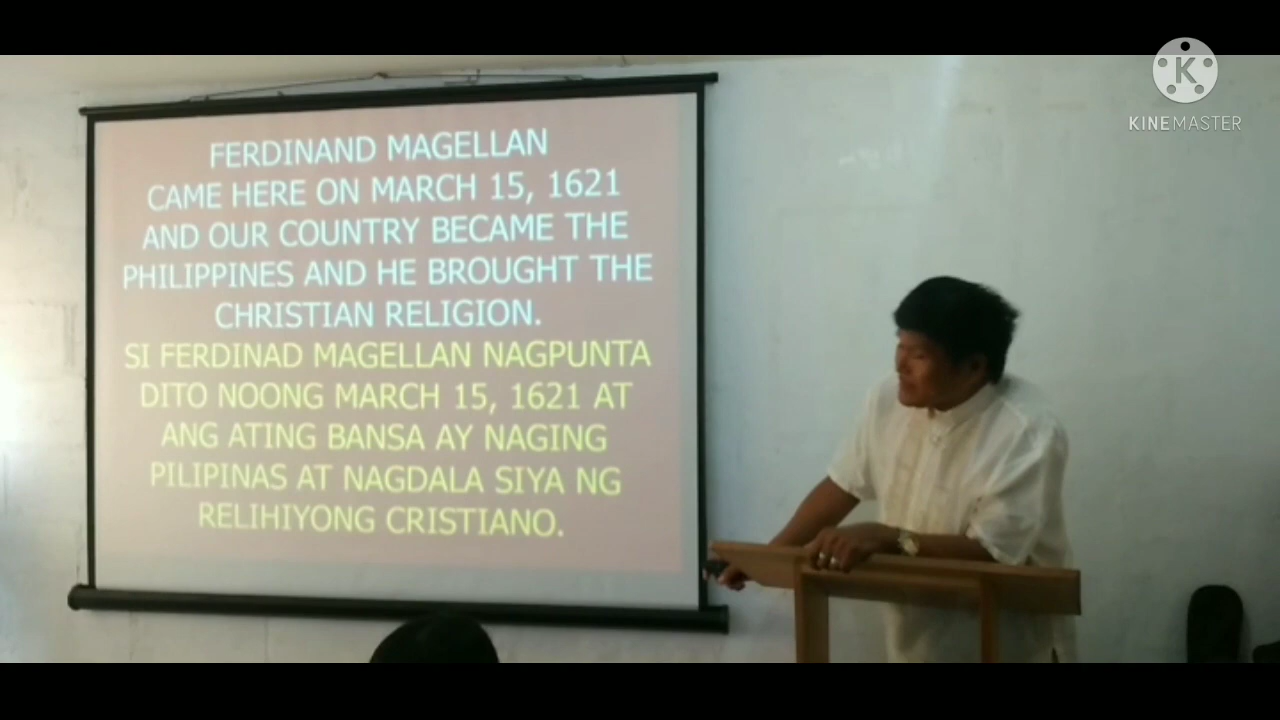 FERDINAND MAGELLAN
CAME HERE ON MARCH 15, 1621
AND OUR COUNTRY BECAME THE
PHILIPPINES AND HE BROUGHT THE
CHRISTIAN RELIGION.
SI FERDINAD MAGELLAN NAGPUNTA
DITO NOONG MARCH 15, 1621 AT
ANG ATING BANSA AY NAGING
PILIPINAS AT NAGDALA SIYA NG
RELIHIYONG CRISTIANO.
K
KINEMASTER